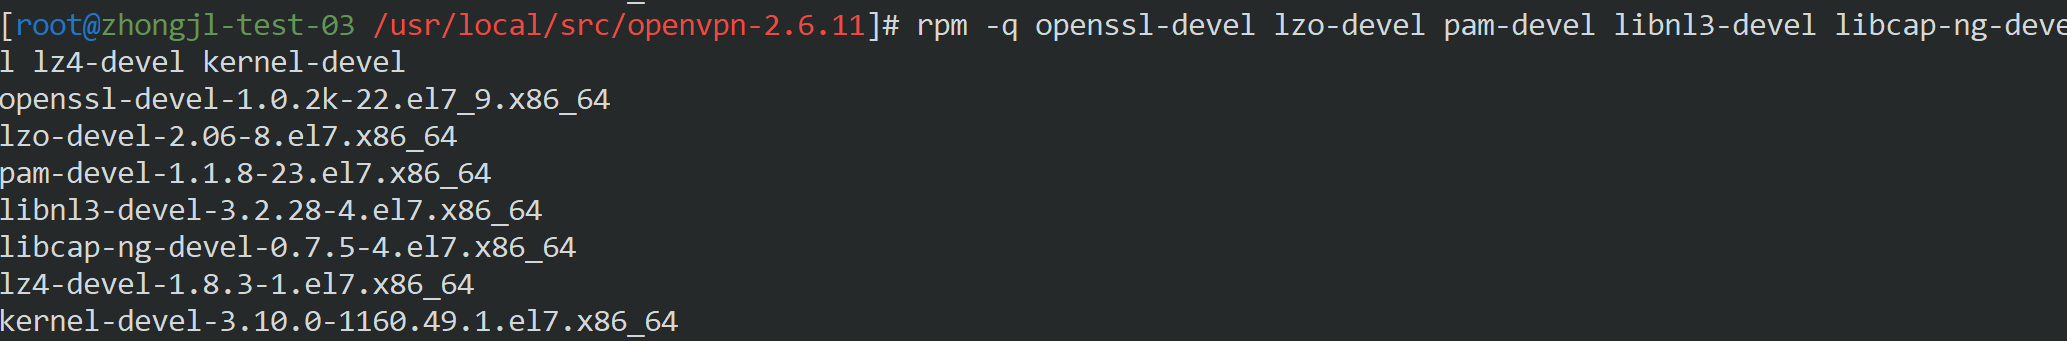 [root@zhongjl-test-03 /usr/local/src/openvpn-2.6.11]# rpm -q openssl-devel lzo-devel pam-devel libnl3-devel libcap-ng-deve
l lz4-devel kernel-devel
openssl-devel-1.0.2k-22.el7_9.x86_64
lzo-devel-2.06-8.el7.x86_64
pam-devel-1.1.8-23.el7.x86_64
libnl3-devel-3.2.28-4.el7.x86_64
libcap-ng-devel-0.7.5-4.el7.x86_64
lz4-devel-1.8.3-1.el7.x86_64
kernel-devel-3.10.0-1160.49.1.el7.x86_64